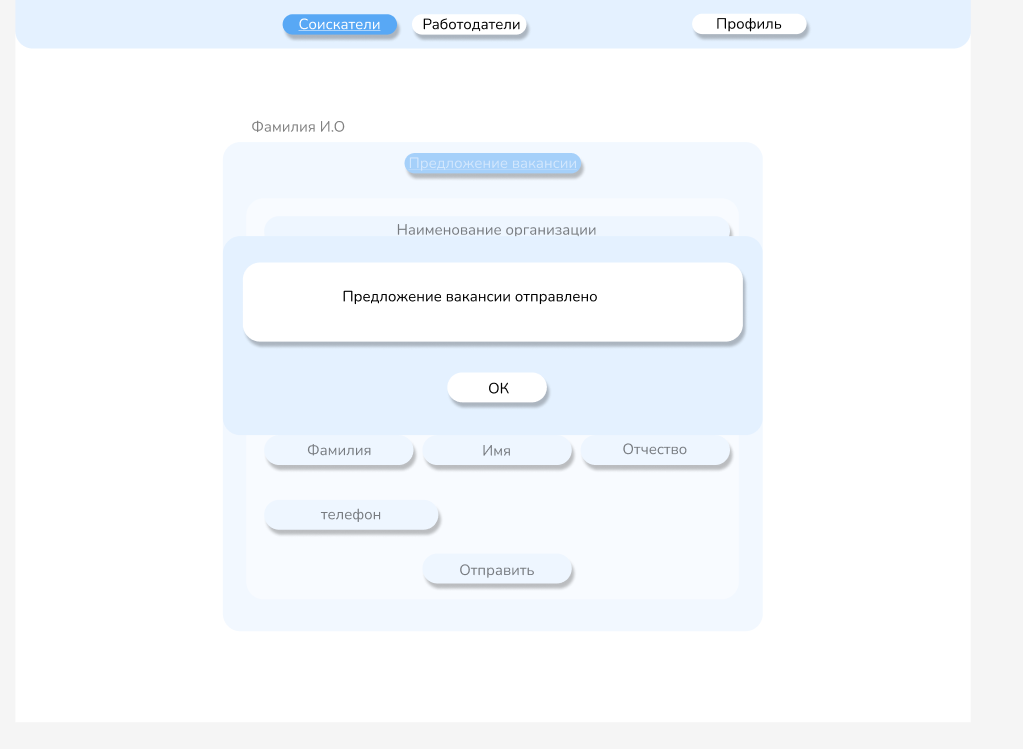 Соискатели Работодатели Профиль
Фамилия И.О
Предложение вакансии
Наименование организации
Предложение вакансии отправлено
ОК
Фамилия Имя Отчество
телефон
Отправить